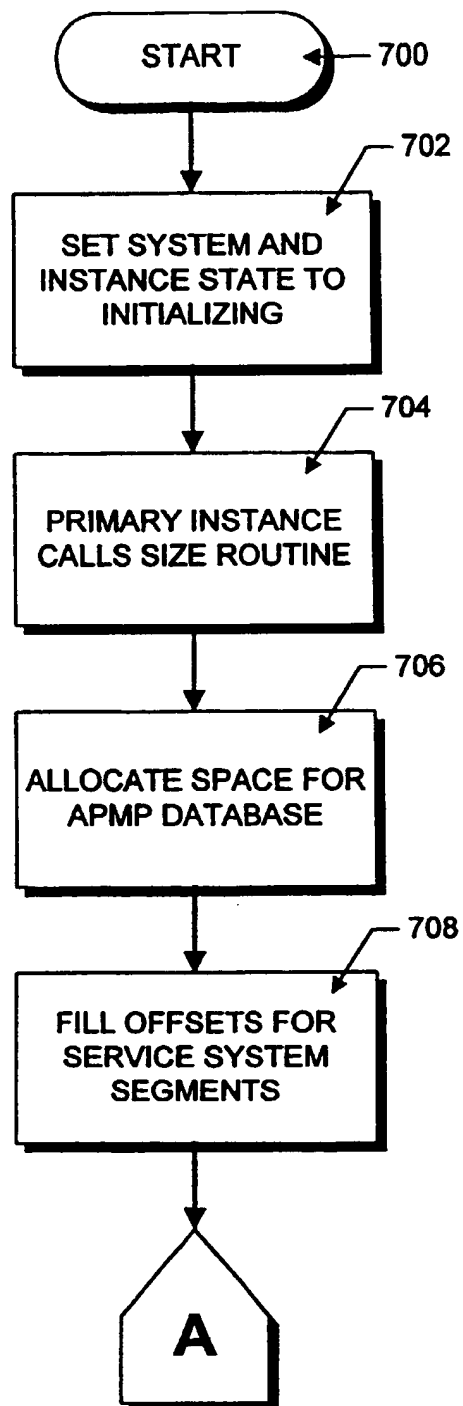 START
700
702
SET SYSTEM AND
INSTANCE STATE TO
INITIALIZING
704
PRIMARY INSTANCE
CALLS SIZE ROUTINE
706
ALLOCATE SPACE FOR
APMP DATABASE
708
FILL OFFSETS FOR
SERVICE SYSTEM
SEGMENTS
A